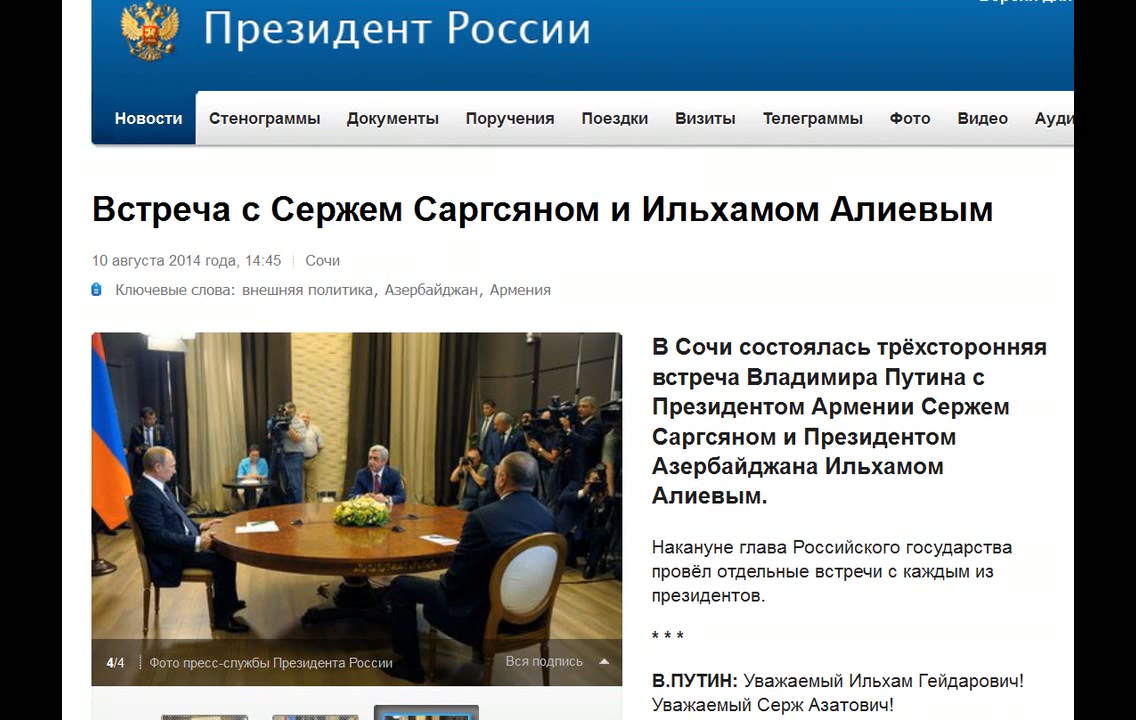 Президент России
Новости Стенограммы Документы Поручения Поездки Визиты Телеграммы Фото Видео
Встреча с Сержем Саргсяном и Ильхамом Алиевым
10 августа 2014 года, 14:45 Сочи
Ключевые слова: внешняя политика, Азербайджан, Армения
В Сочи состоялась трёхсторонняя
встреча Владимира Путина с
Президентом Армении Сержем
Саргсяном и Президентом
Азербайджана Ильхамом
Алиевым.
Накануне глава Российского государства
провёл отдельные встречи с каждым из
президентов.
* * *
В.ПУТИН: Уважаемый Ильхам Гейдарович!
Уважаемый Серж Азатович!
4/4 Фото пресс-службы Президента России Вся подпись